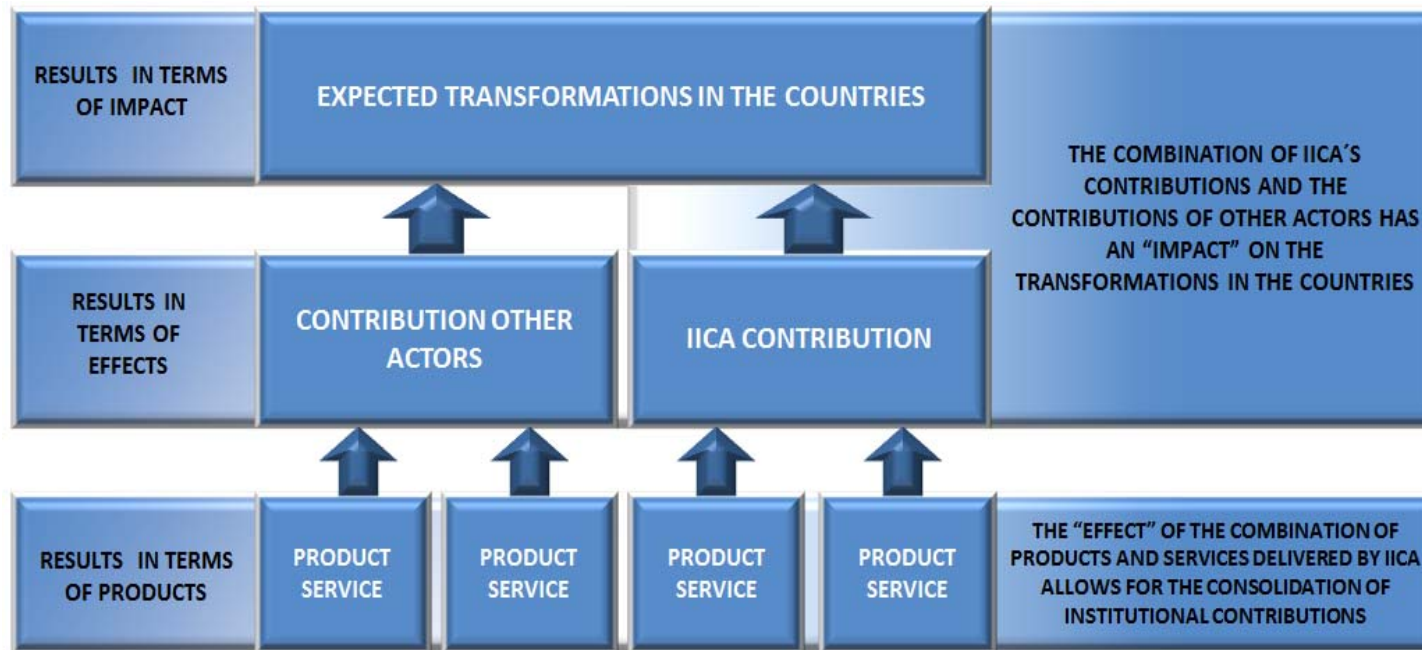 RESULTS IN TERMS
OF IMPACT
EXPECTED TRANSFORMATIONS IN THE COUNTRIES
THE COMBINATION OF IICA´S
CONTRIBUTIONS AND THE
CONTRIBUTIONS OF OTHER ACTORS HAS
AN “IMPACT” ON THE
TRANSFORMATIONS IN THE COUNTRIES
RESULTS IN
TERMS OF
EFFECTS
CONTRIBUTION OTHER
ACTORS
IICA CONTRIBUTION
RESULTS IN TERMS
OF PRODUCTS
PRODUCT
SERVICE
PRODUCT
SERVICE
PRODUCT
SERVICE
PRODUCT
SERVICE
THE “EFFECT” OF THE COMBINATION OF
PRODUCTS AND SERVICES DELIVERED BY IICA
ALLOWS FOR THE CONSOLIDATION OF
INSTITUTIONAL CONTRIBUTIONS